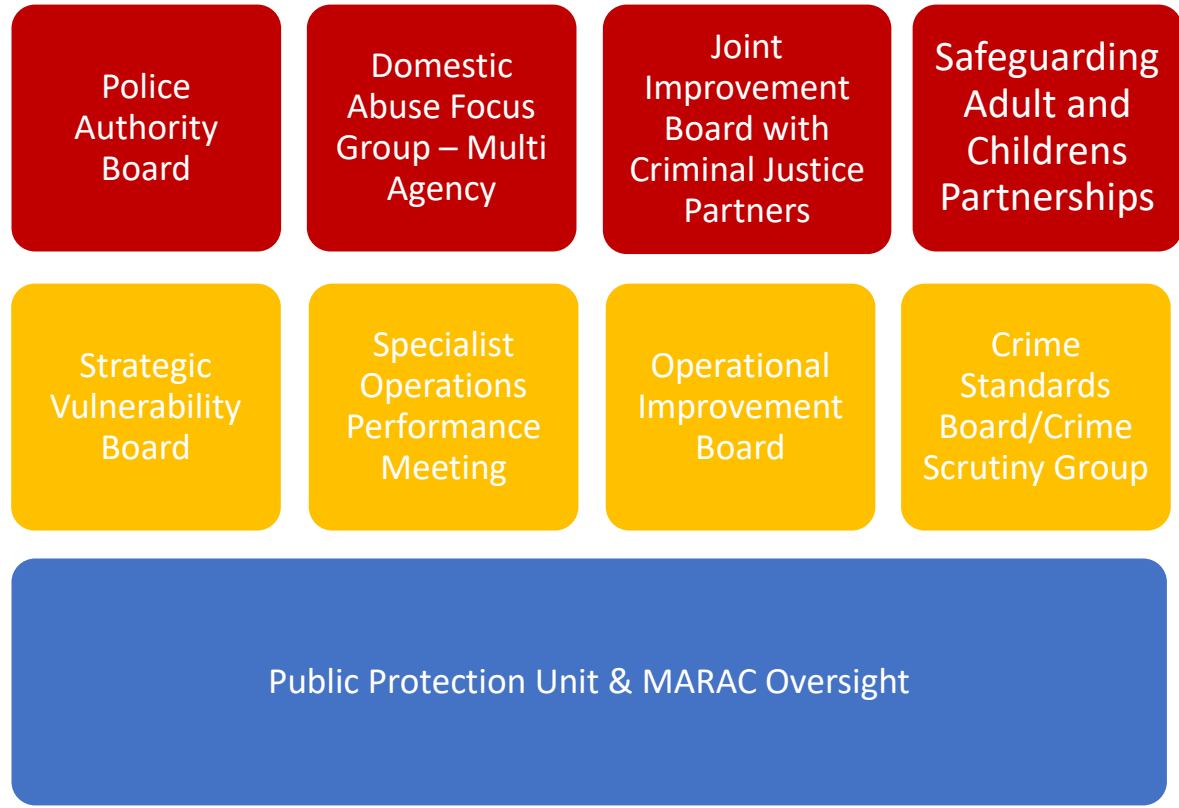 Police
Authority
Board
Domestic
Abuse Focus
Group – Multi
Agency
Joint
Improvement
Board with
Criminal Justice
Partners
Safeguarding
Adult and
Childrens
Partnerships
Strategic
Vulnerability
Board
Specialist
Operations
Performance
Meeting
Operational
Improvement
Board
Crime
Standards
Board/Crime
Scrutiny Group
Public Protection Unit & MARAC Oversight